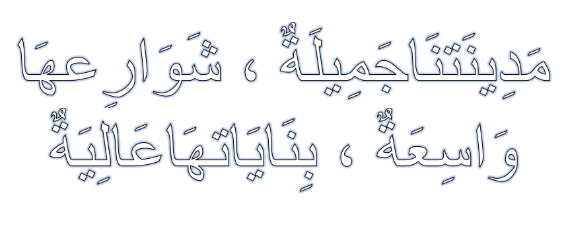 مَدِينَتنَاجَمِيلَةٌ ، شَوَارِعهَا
وَاسِعَةٌ ، بِنَايَاتهَاعَالِيَةٌ